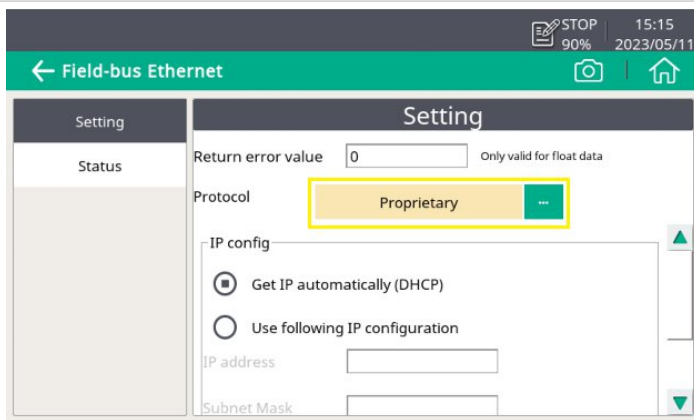 STOP 15:15
90% 2023/05/11
Field-bus Ethernet
Setting
Status
Setting
Return error value 0 Only valid for float data
Protocol Proprietary ...
IP config
Get IP automatically (DHCP)
Use following IP configuration
IP address
Subnet Mask